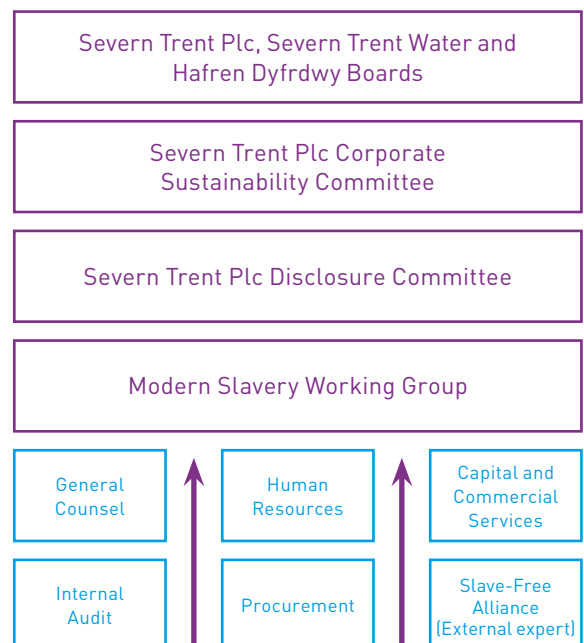 Severn Trent Plc, Severn Trent Water and
Hafren Dyfrdwy Boards
Severn Trent Plc Corporate
Sustainability Committee
Severn Trent Plc Disclosure Committee
Modern Slavery Working Group
General
Counsel
Human
Resources
Capital and
Commercial
Services
Internal
Audit
Procurement
Slave-Free
Alliance
(External expert)